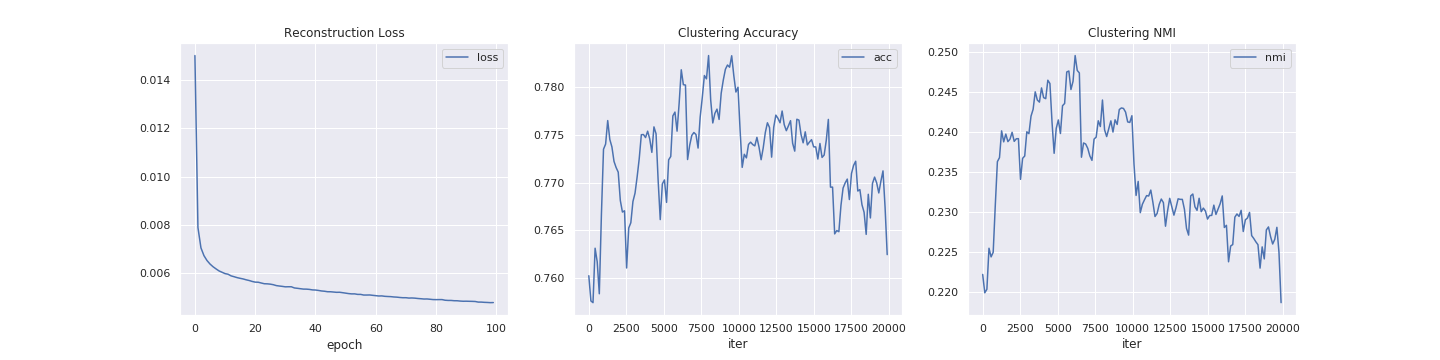 Reconstruction Loss
loss
0.014
0.012
0.010
0.008
0.006
0 20 40 60 80 100
epoch
Clustering Accuracy
acc
0.780
0.775
0.770
0.765
0.760
0 2500 5000 7500 10000 12500 15000 17500 20000
iter
Clustering NMI
nmi
0.250
0.245
0.240
0.235
0.230
0.225
0.220
0 2500 5000 7500 10000 12500 15000 17500 20000
iter